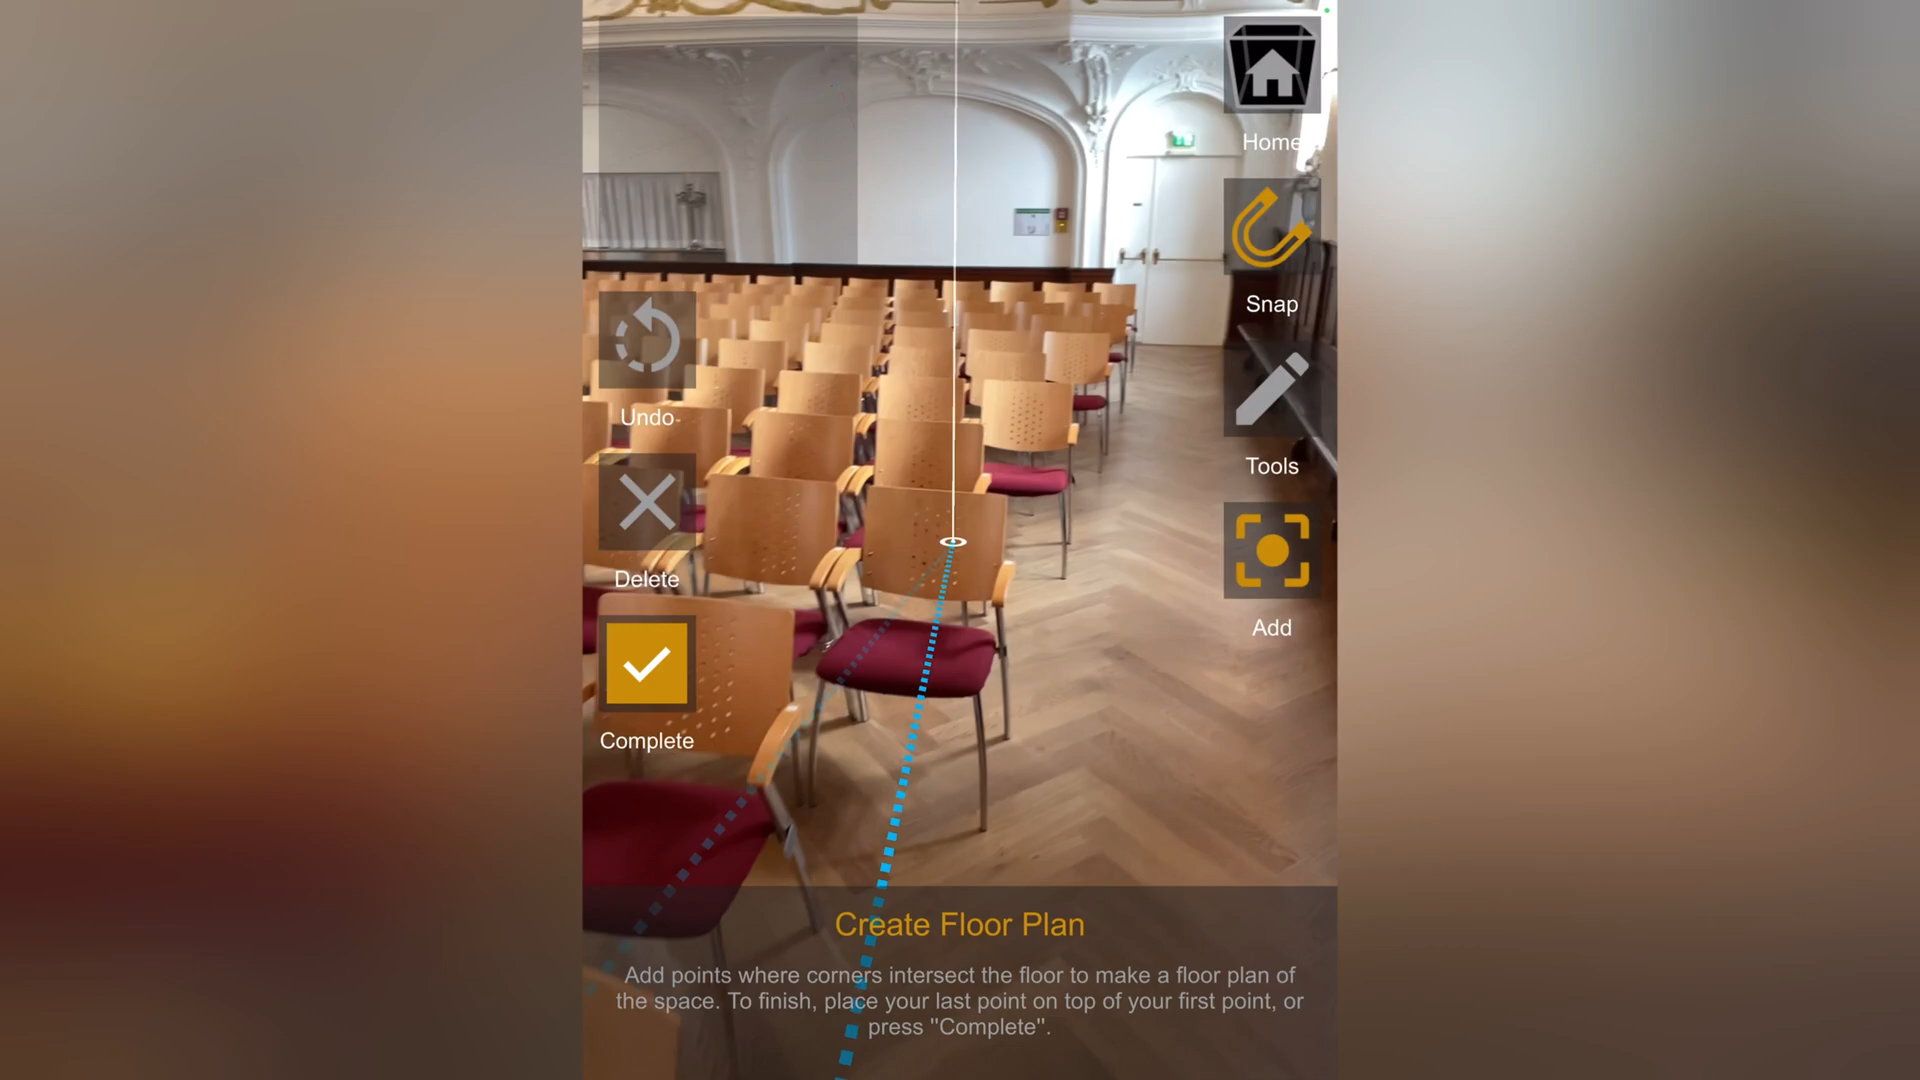 Home
Snap
Undo
Tools
Delete
Add
Complete
Create Floor Plan
Add points where corners intersect the floor to make a floor plan of
the space. To finish, place your last point on top of your first point, or
press "Complete".